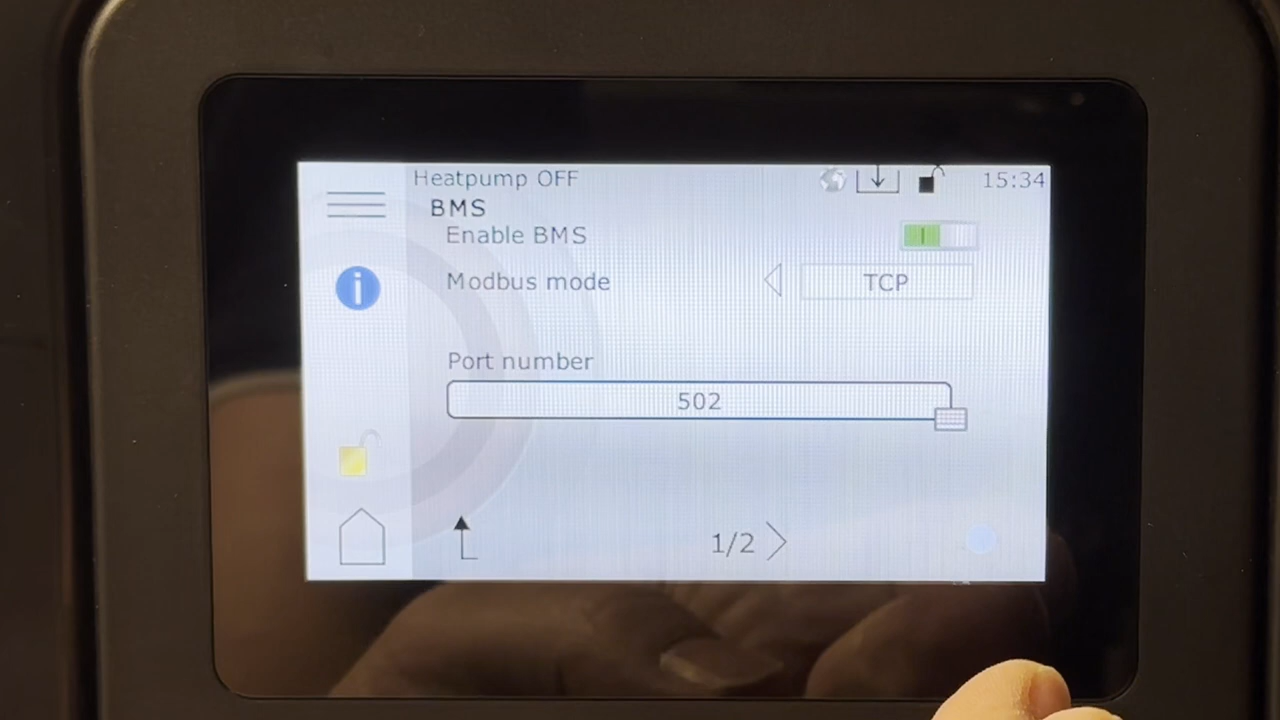 Heatpump OFF 15:34
BMS
Enable BMS
Modbus mode TCP
Port number
502
1/2